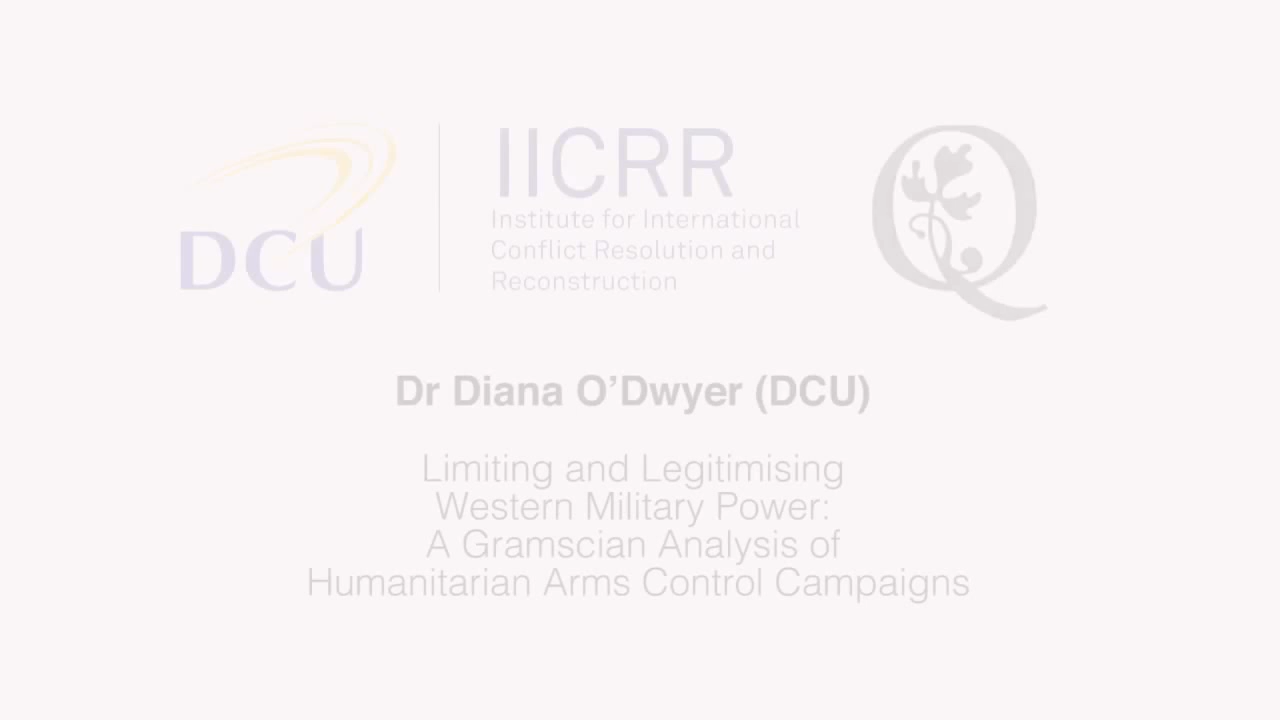 DCU
IICRR
Institute for International
Conflict Resolution and
Reconstruction
Q
Dr Diana O’Dwyer (DCU)
Limiting and Legitimising
Western Military Power:
A Gramscian Analysis of
Humanitarian Arms Control Campaigns